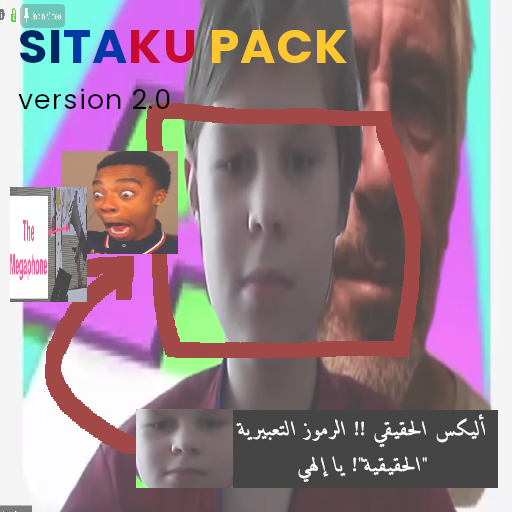 SITAKU PACK
version 2.0
The
Megaphone
أليكس الحقيقي !! الرموز التعبيرية
"الحقيقية"! يا إلهي